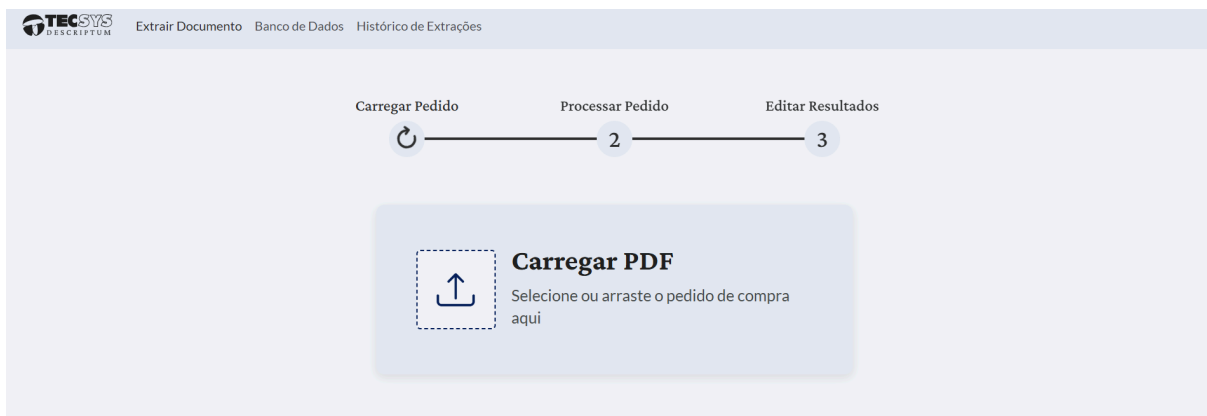 TECSYS
DESCRIPTUM
Extrair Documento Banco de Dados Histórico de Extrações
Carregar Pedido Processar Pedido Editar Resultados
2 3
Carregar PDF
Selecione ou arraste o pedido de compra
aqui